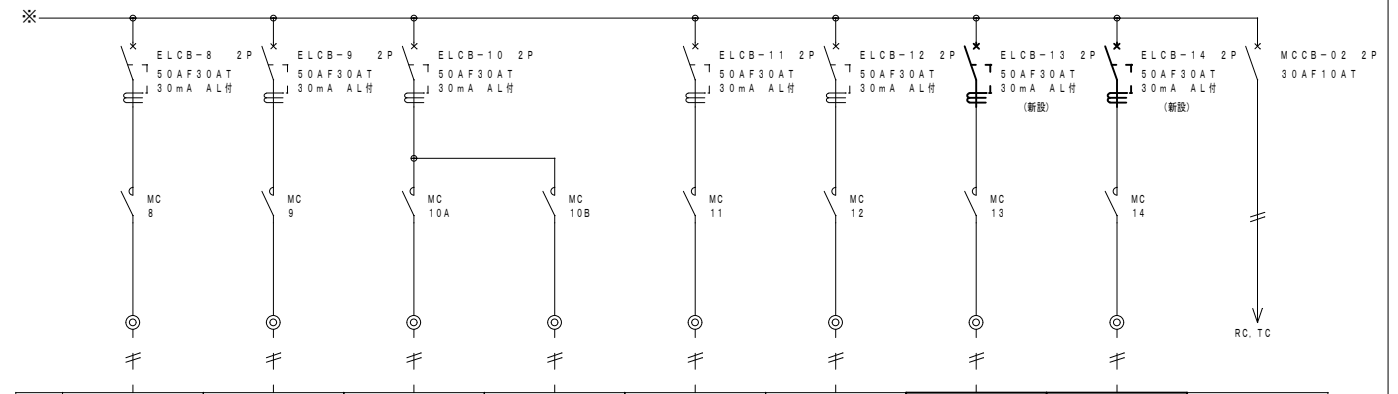 ※
ELCB-8 2P
50AF30AT
30mA AL付
ELCB-9 2P
50AF30AT
30mA AL付
ELCB-10 2P
50AF30AT
30mA AL付
ELCB-11 2P
50AF30AT
30mA AL付
ELCB-12 2P
50AF30AT
30mA AL付
ELCB-13 2P
50AF30AT
30mA AL付
(新設)
ELCB-14 2P
50AF30AT
30mA AL付
(新設)
MCCB-02 2P
30AF10AT
MC
8
MC
9
MC
10A
MC
10B
MC
11
MC
12
MC
13
MC
14
RC, TC